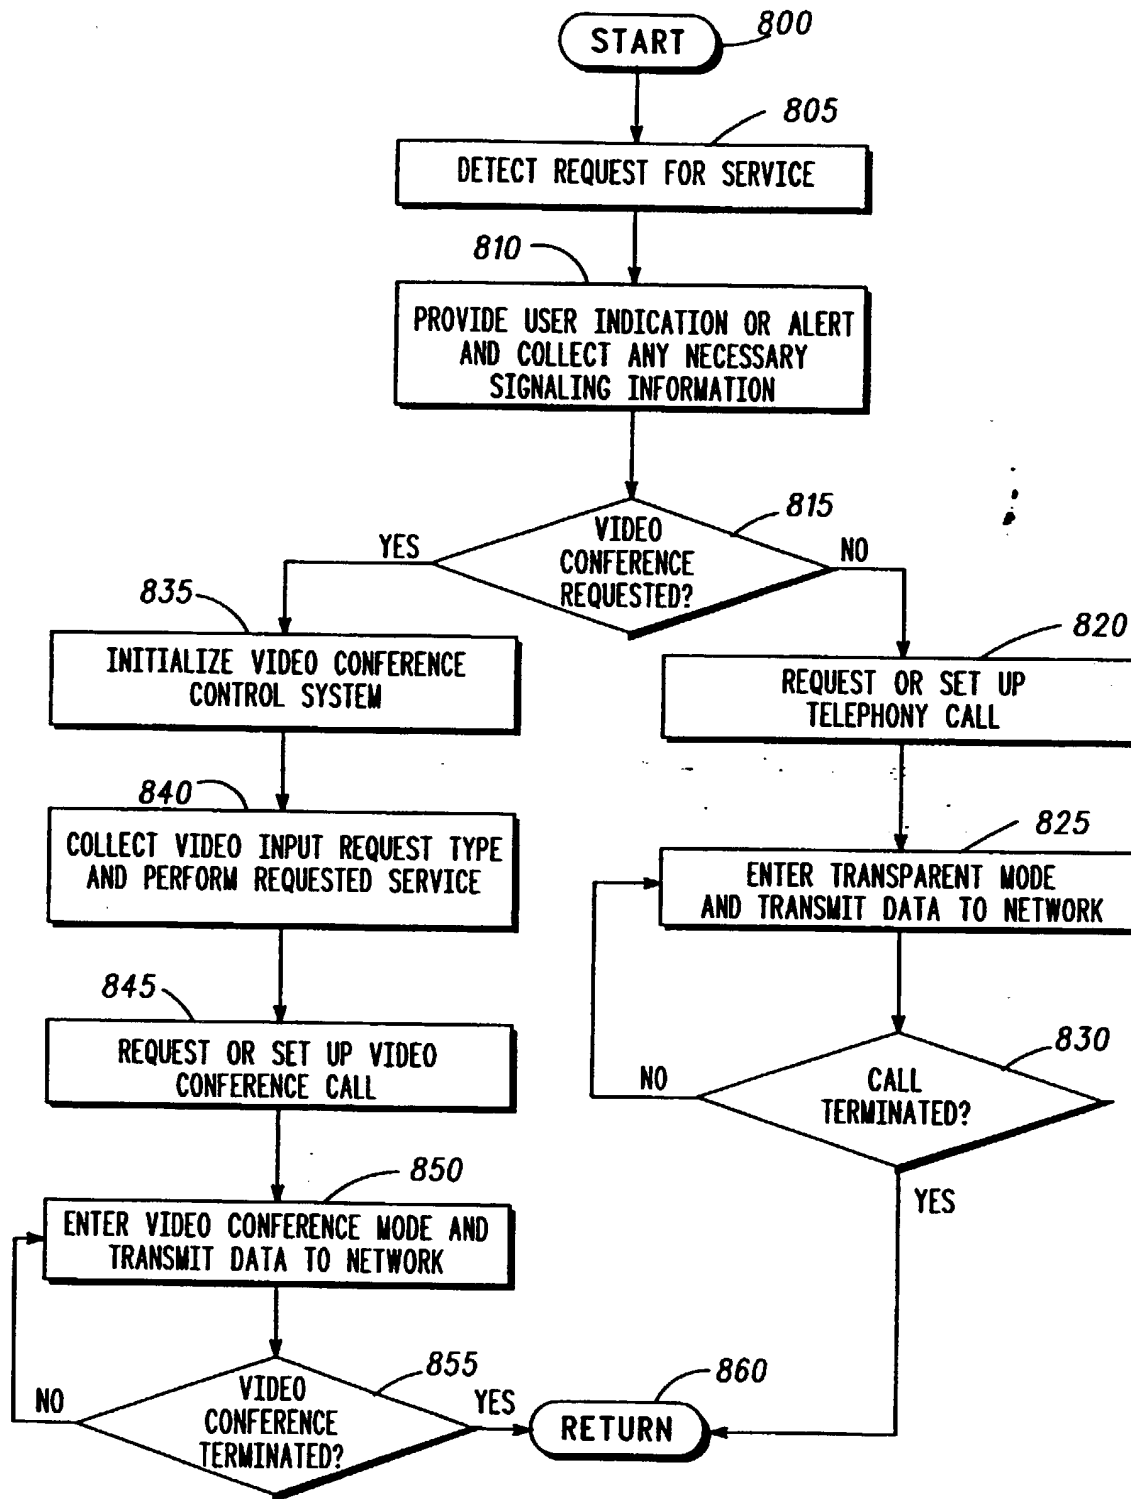 START
800
805
DETECT REQUEST FOR SERVICE
810
PROVIDE USER INDICATION OR ALERT
AND COLLECT ANY NECESSARY
SIGNALING INFORMATION
815
VIDEO
CONFERENCE
REQUESTED?
YES
NO
835
INITIALIZE VIDEO CONFERENCE
CONTROL SYSTEM
820
REQUEST OR SET UP
TELEPHONY CALL
840
COLLECT VIDEO INPUT REQUEST TYPE
AND PERFORM REQUESTED SERVICE
825
ENTER TRANSPARENT MODE
AND TRANSMIT DATA TO NETWORK
845
REQUEST OR SET UP VIDEO
CONFERENCE CALL
830
CALL
TERMINATED?
NO
YES
850
ENTER VIDEO CONFERENCE MODE AND
TRANSMIT DATA TO NETWORK
855
VIDEO
CONFERENCE
TERMINATED?
NO
YES
860
RETURN